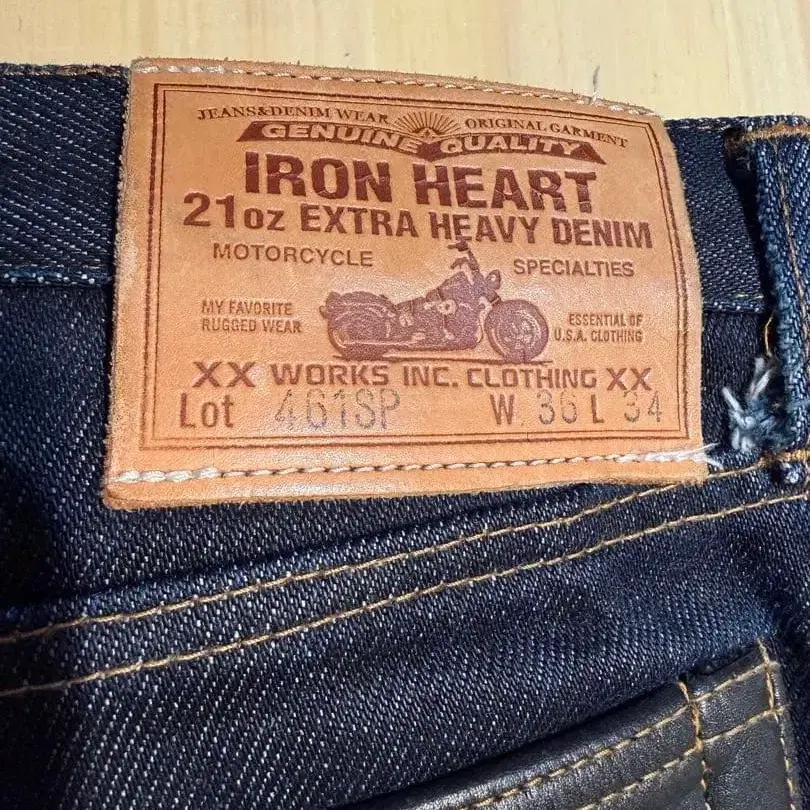 JEANS&DENIM WEAR ORIGINAL GARMENT
GENUINE QUALITY
IRON HEART
21oz EXTRA HEAVY DENIM
MOTORCYCLE SPECIALTIES
MY FAVORITE
RUGGED WEAR
ESSENTIAL OF
U.S.A. CLOTHING
XX WORKS INC. CLOTHING XX
Lot 461SP W 36 L 34